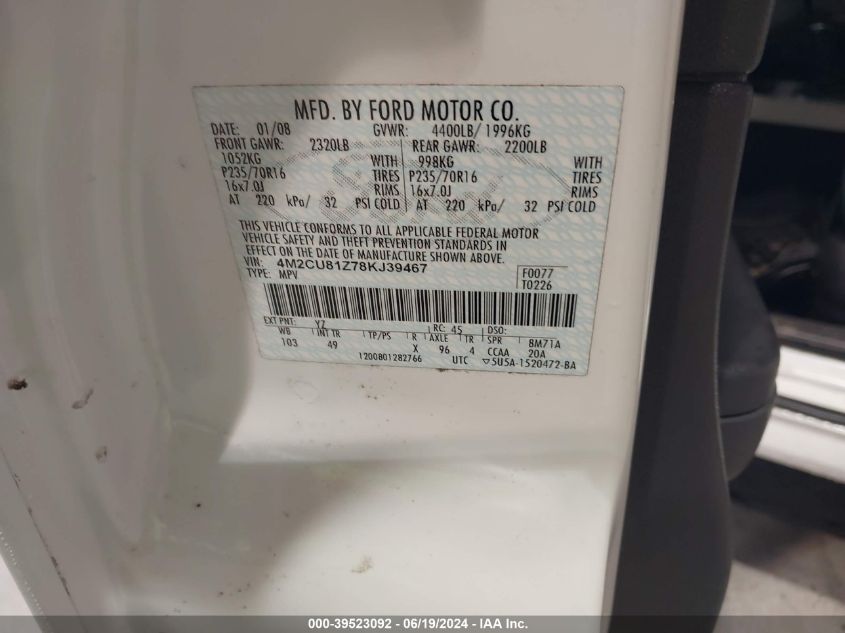 MFD. BY FORD MOTOR CO.
DATE: 01/08 GVWR: 4400LB/ 1996KG
FRONT GAWR: 2320LB REAR GAWR: 2200LB
1052KG WITH 998KG WITH
P235/70R16 TIRES P235/70R16 TIRES
16x7.0J RIMS 16x7.0J RIMS
AT 220 kPa/ 32 PSI COLD AT 220 kPa/ 32 PSI COLD
THIS VEHICLE CONFORMS TO ALL APPLICABLE FEDERAL MOTOR
VEHICLE SAFETY AND THEFT PREVENTION STANDARDS IN
EFFECT ON THE DATE OF MANUFACTURE SHOWN ABOVE.
VIN: 4M2CU81Z78KJ39467 F0077
TYPE: MPV T0226
EXT PNT: YZ RC: 45 DSO:
WB INT TR TP/PS R AXLE TR SPR 8M71A
103 49 X 96 4 CCAA 20A
1200801282766 UTC 5U5A-1520472-BA
000-39523092 - 06/19/2024 - IAA Inc.